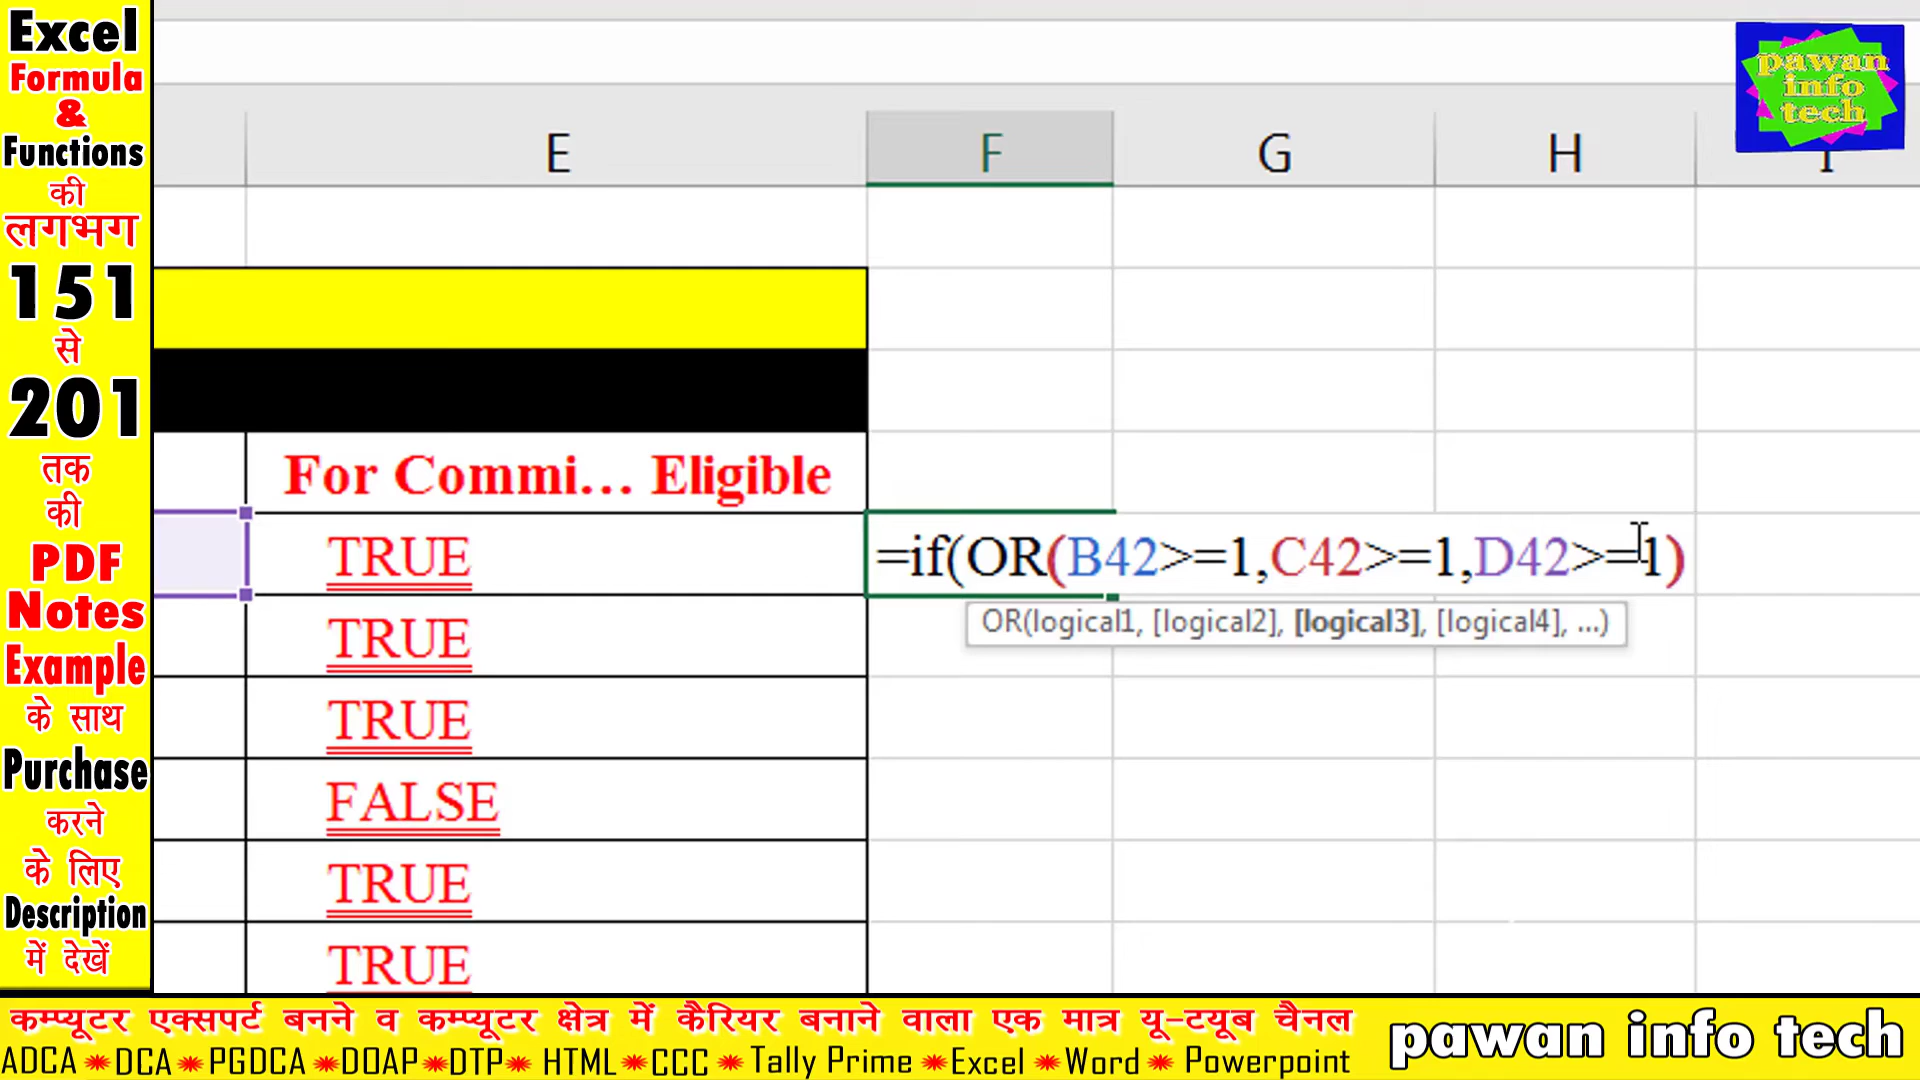 Excel
Formula
&
Functions
की
लगभग
151
से
201
तक
की
PDF
Notes
Example
के साथ
Purchase
करने
के लिए
Description
में देखें
pawan
info
tech
E F G H I
For Commi... Eligible
TRUE
=if(OR(B42>=1,C42>=1,D42>=1)
OR(logical1, [logical2], [logical3], [logical4], ...)
TRUE
TRUE
FALSE
TRUE
TRUE
कम्प्यूटर एक्सपर्ट बनने व कम्प्यूटर क्षेत्र में कैरियर बनाने वाला एक मात्र यू-टयूब चैनल
ADCA DCA PGDCA DOAP DTP HTML CCC Tally Prime Excel Word Powerpoint
pawan info tech